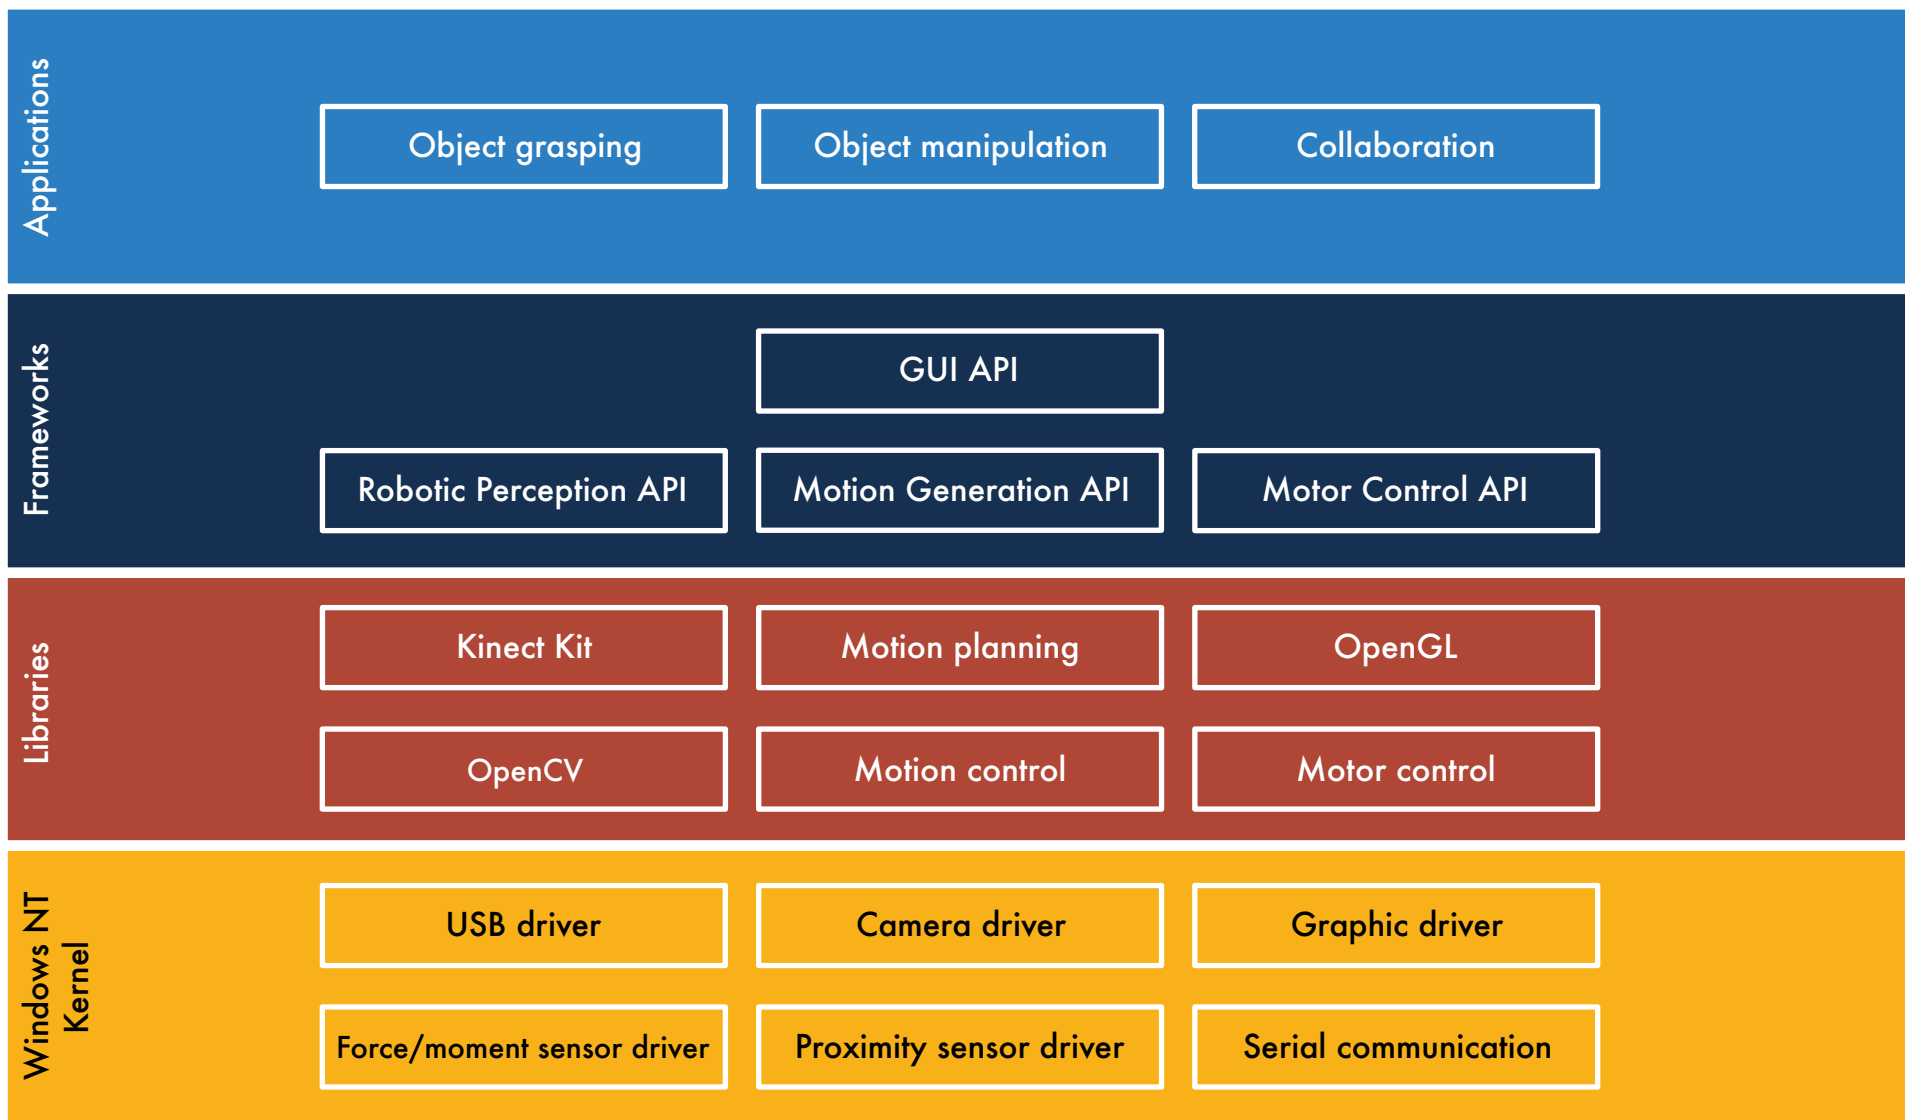 Applications
Object grasping
Object manipulation
Collaboration
Frameworks
GUI API
Robotic Perception API
Motion Generation API
Motor Control API
Libraries
Kinect Kit
Motion planning
OpenGL
OpenCV
Motion control
Motor control
Windows NT
Kernel
USB driver
Camera driver
Graphic driver
Force/moment sensor driver
Proximity sensor driver
Serial communication